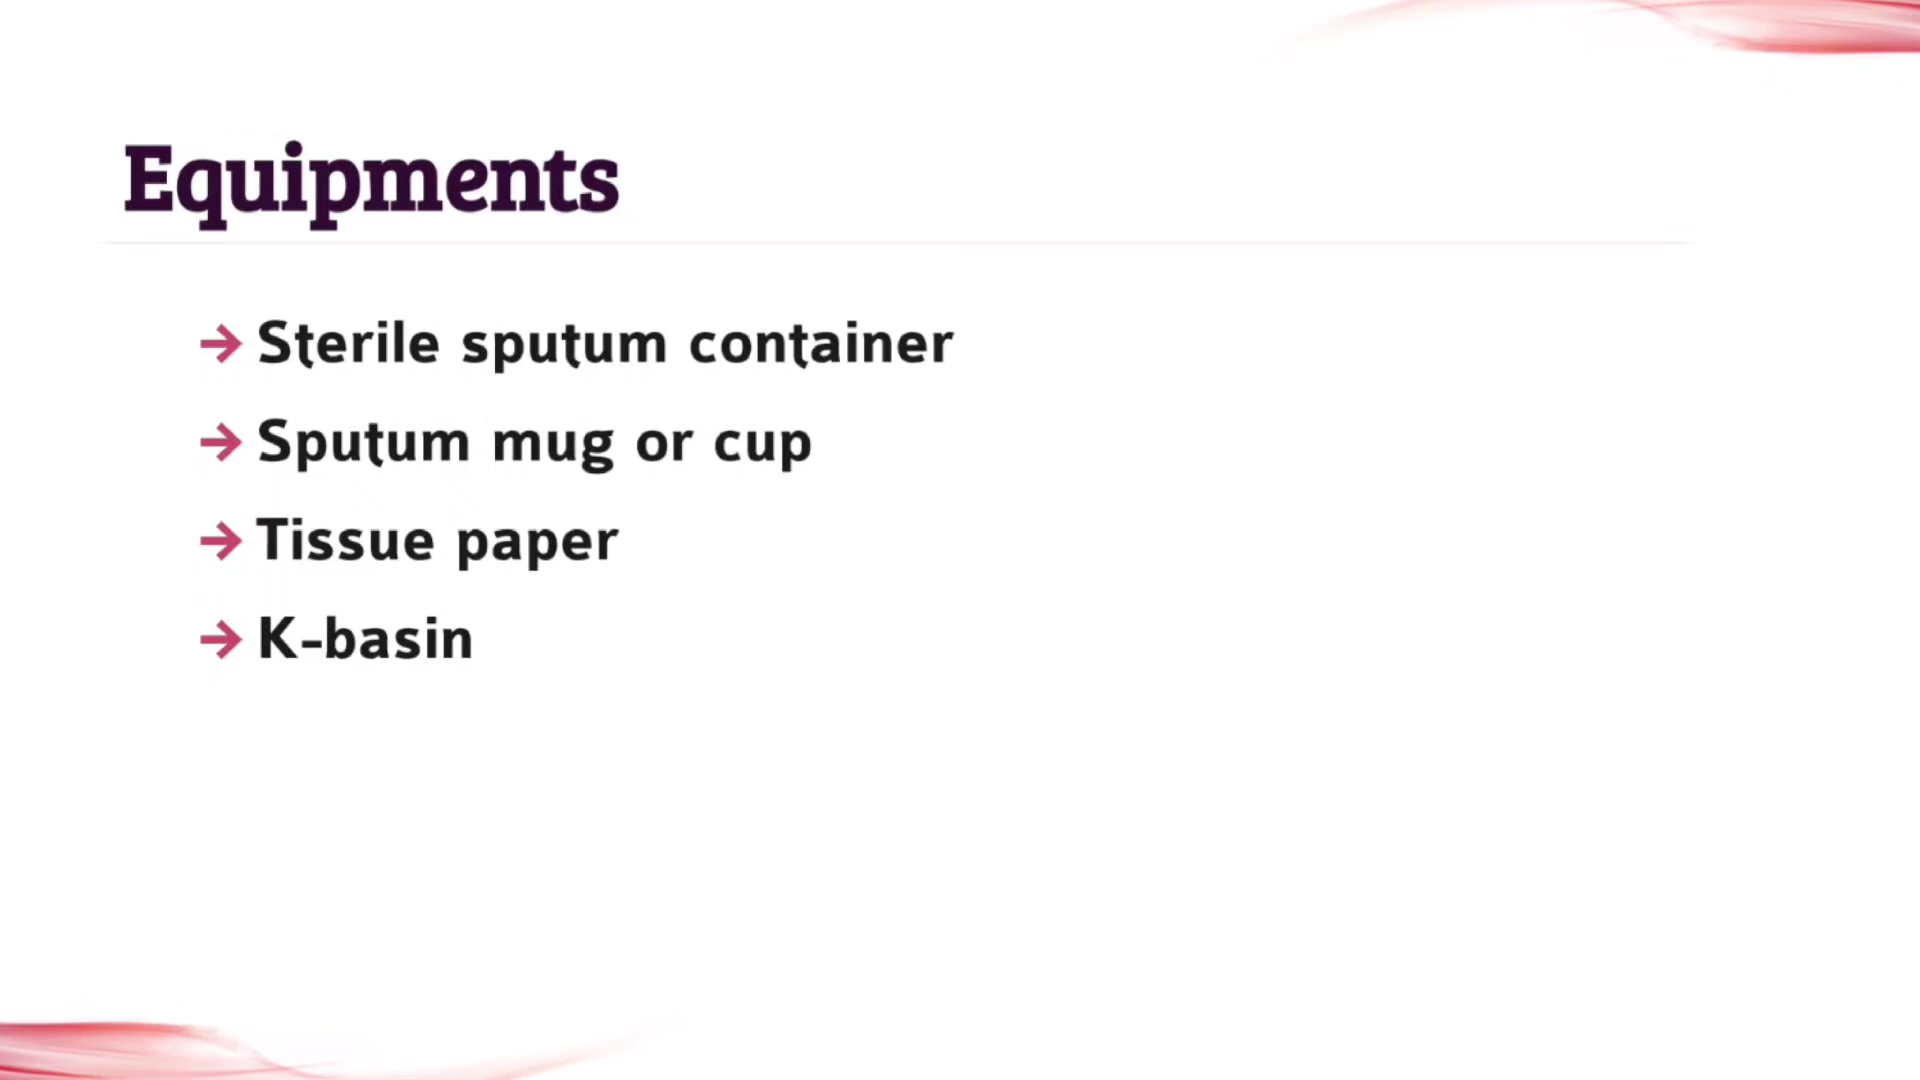 Equipments
→ Sterile sputum container
→ Sputum mug or cup
→ Tissue paper
→ K-basin